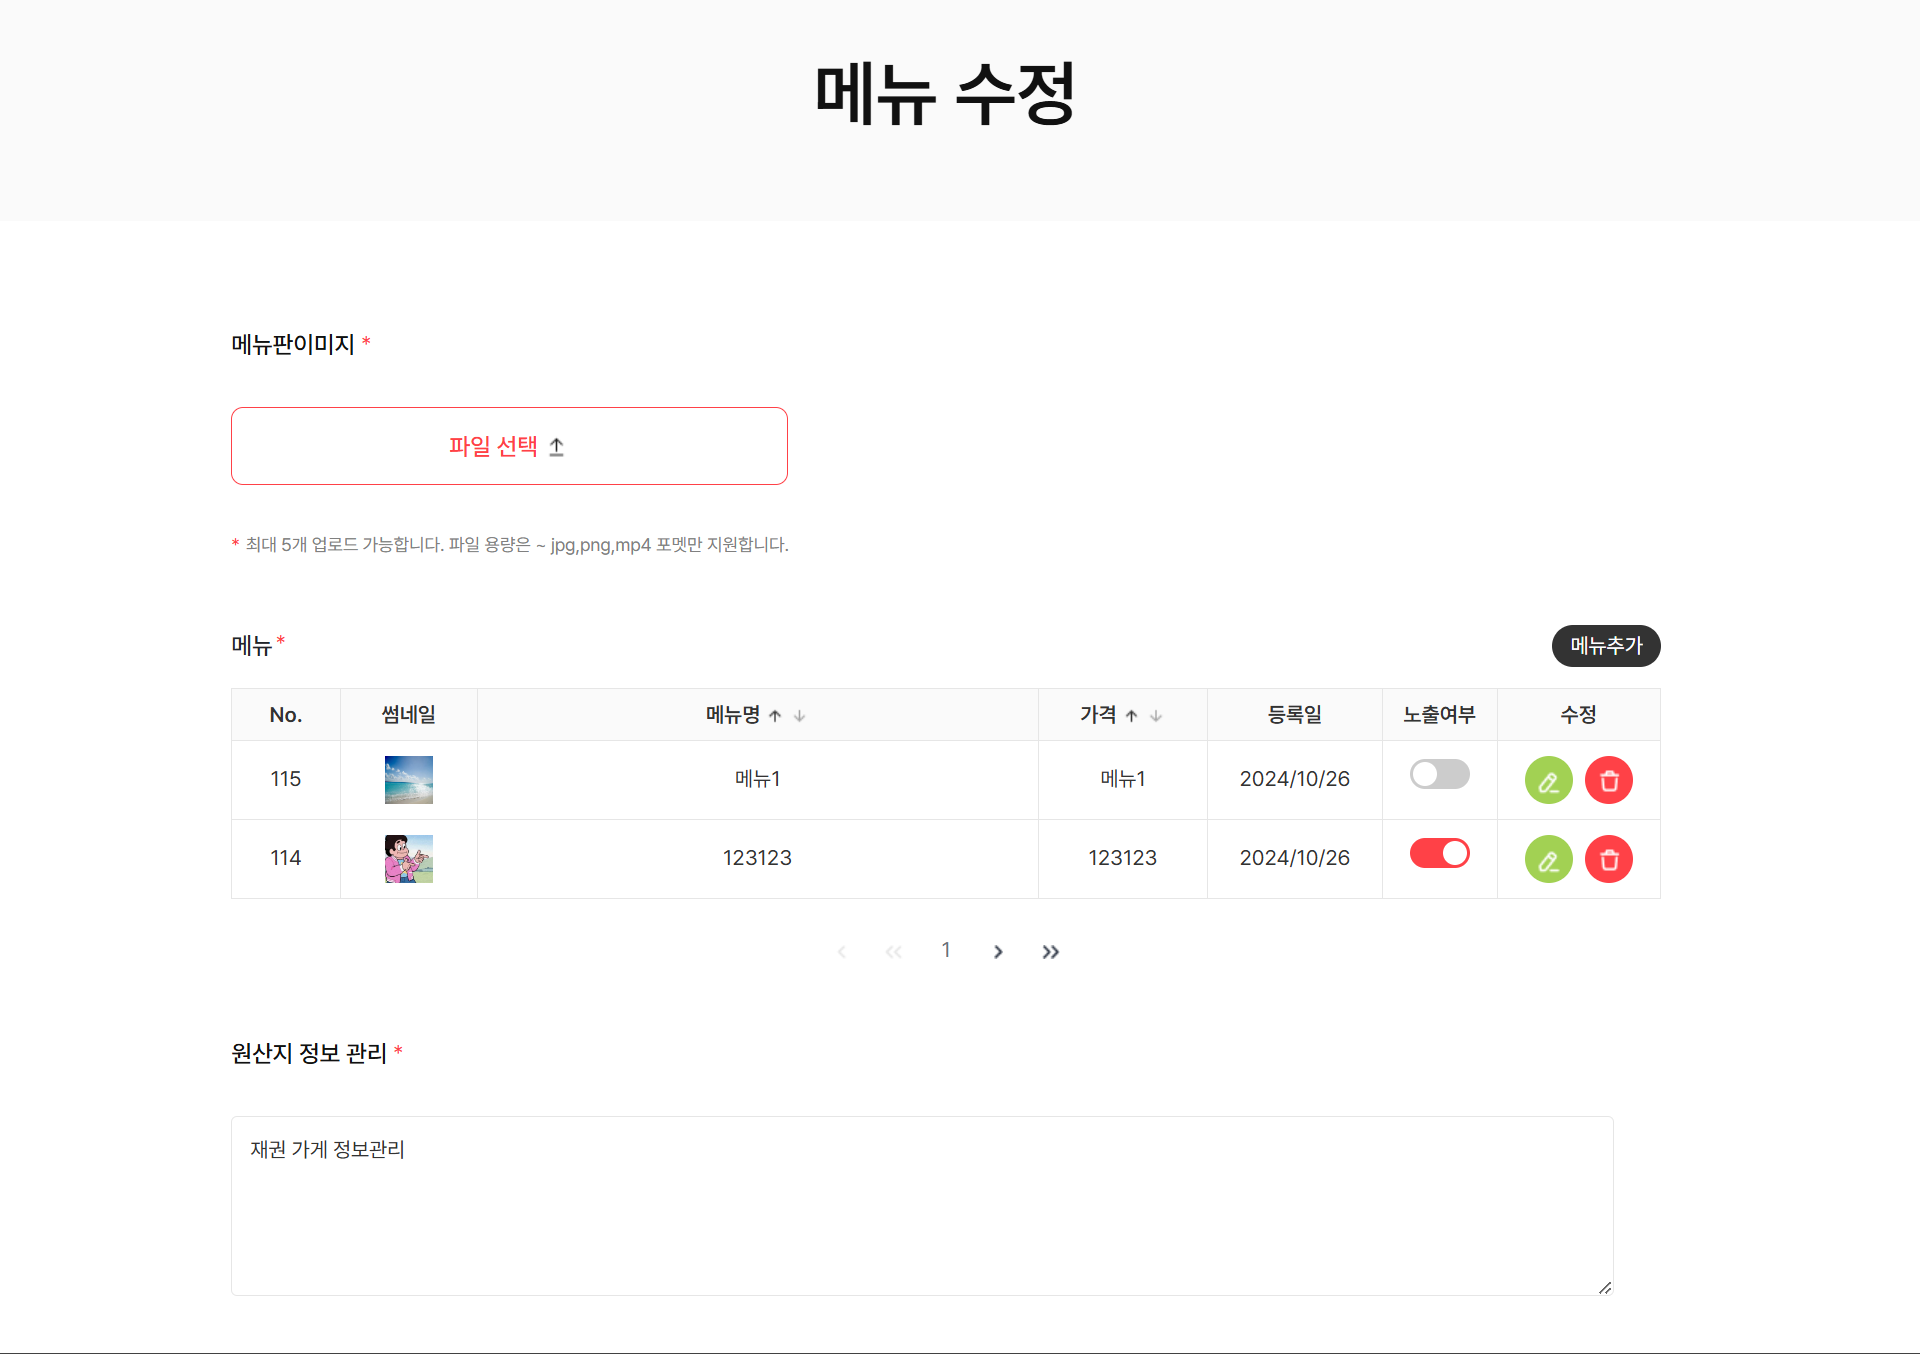 메뉴 수정
메뉴판이미지 *
파일 선택
* 최대 5개 업로드 가능합니다. 파일 용량은 ~ jpg,png,mp4 포멧만 지원합니다.
메뉴*
메뉴추가
No. 썸네일 메뉴명 가격 등록일 노출여부 수정
115 메뉴1 메뉴1 2024/10/26
114 123123 123123 2024/10/26
1
원산지 정보 관리 *
재권 가게 정보관리